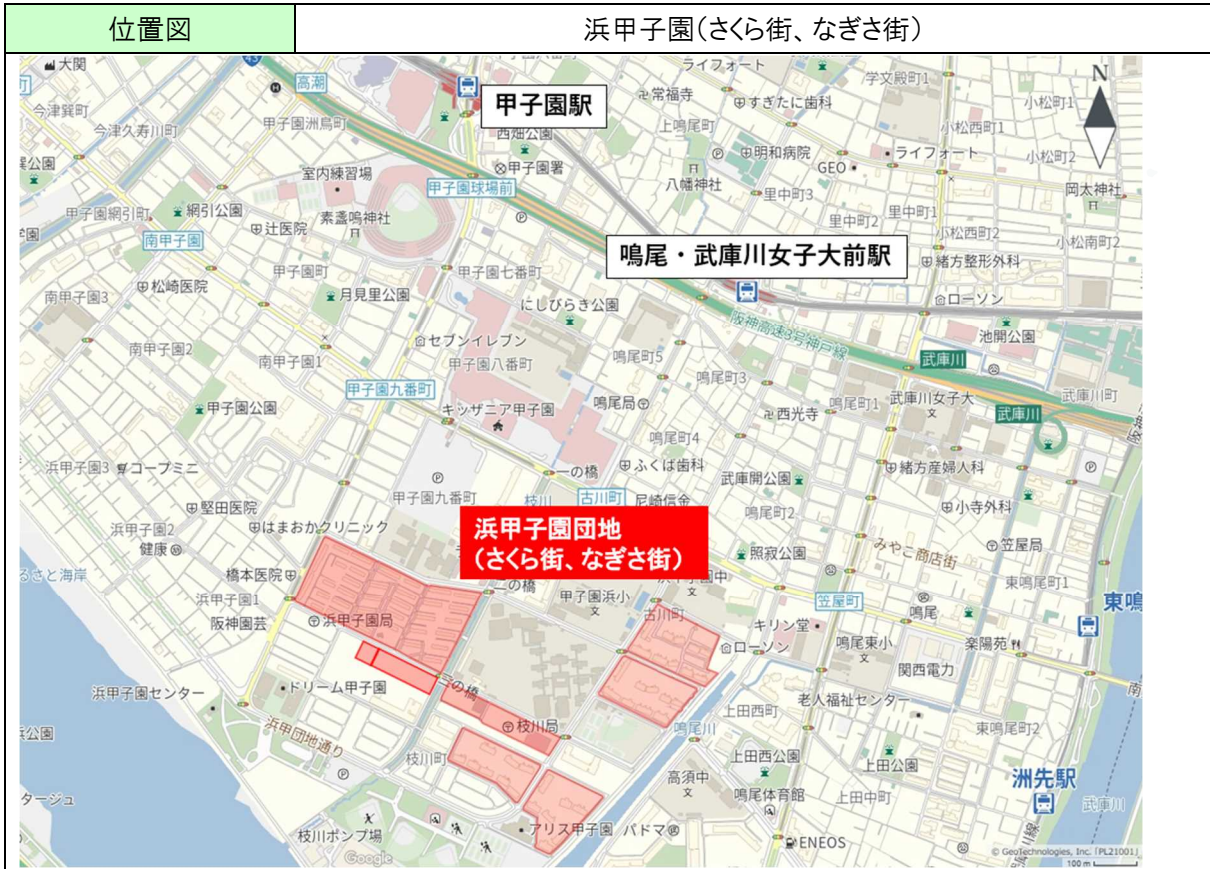 位置図
浜甲子園(さくら街、なぎさ街)
大関
43
高潮
ライフォート
学文殿町1
N
今津巽町
甲子園駅
常福寺
すぎたに歯科
小松町1
今津久寿川町
甲子園洲鳥町
西畑公園
上鳴尾町
小松西町1
巽公園
甲子園署
明和病院
ライフォート
小松町2
室内練習場
GEO
甲子園球場前
八幡神社
里中町3
岡太神社
甲子園網引町
網引公園
素盞嗚神社
里中町2
里中町1
南甲子園
辻医院
小松西町2
小松南町2
鳴尾・武庫川女子大前駅
緒方整形外科
甲子園町
甲子園七番町
南甲子園3
松崎医院
月見里公園
にしびらき公園
ローソン
阪神高速3号神戸線
セブンイレブン
池開公園
南甲子園2
南甲子園1
甲子園八番町
鳴尾町5
武庫川
甲子園九番町
鳴尾町3
武庫川町
甲子園公園
キッザニア甲子園
鳴尾局
西光寺
鳴尾町1
武庫川女子大
武庫川
鳴尾町4
浜甲子園3
コープミニ
一の橋
ふくは歯科
武庫開公園
緒方産婦人科
甲子園九番町
枝川
古川町
尼崎信金
堅田医院
鳴尾町2
小寺外科
浜甲子園団地
(さくら街、なぎさ街)
浜甲子園2
はまおかクリニック
健康
照寂公園
みやこ商店街
笠屋局
るさと海岸
橋本医院
二の橋
甲子園浜小
東鳴尾町1
浜甲子園1
古川町
笠屋町
鳴尾
東鳴
阪神園芸
浜甲子園局
キリン堂
ローソン
鳴尾東小
楽陽苑
関西電力
浜甲子園センター
ドリーム甲子園
三の橋
老人福祉センター
上田西町
枝川局
鳴尾川
東鳴尾町2
浜甲団地通り
枝川町
上田西公園
上田公園
高須中
洲先駅
鳴尾体育館
上田中町
武庫川
枝川ポンプ場
アリス甲子園
パドマ
ENEOS
Google
© GeoTechnologies, Inc. 「PL21001」
100 m